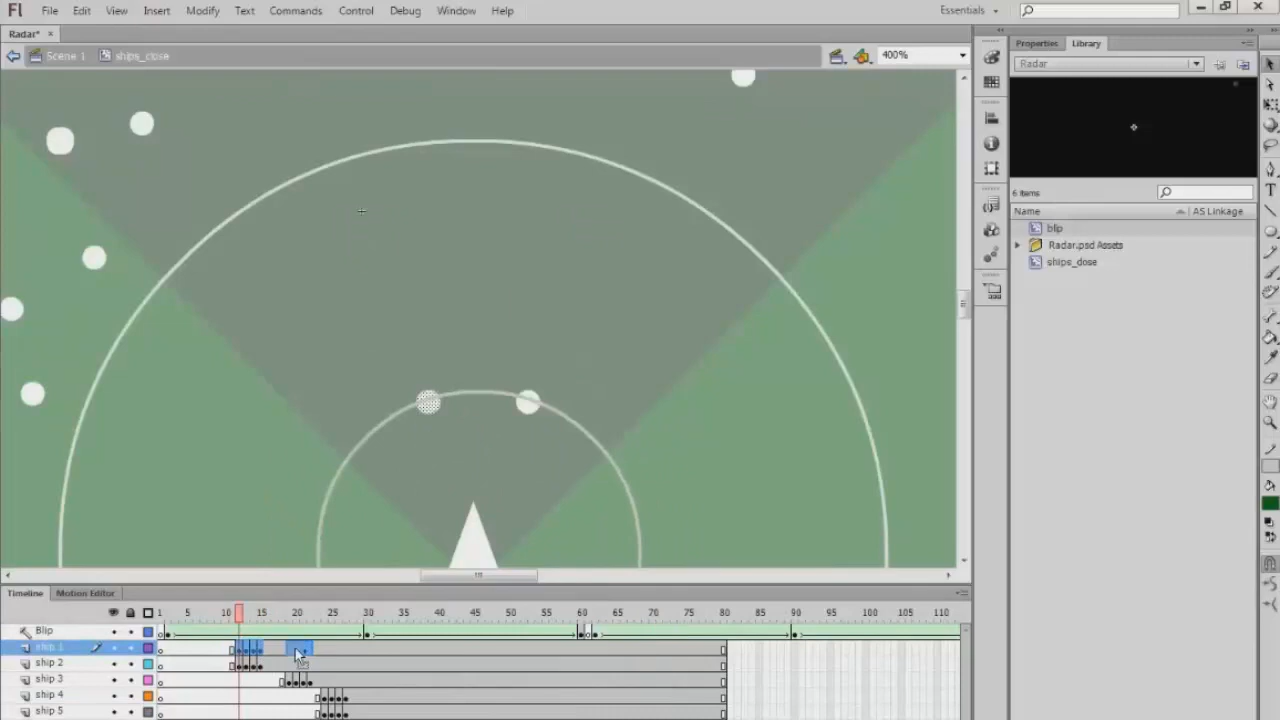 Fl File Edit View Insert Modify Text Commands Control Debug Window Help Essentials
Radar* ×
Scene 1 ships_close 400%
Properties Library
Radar
6 items
Name AS Linkage
blip
Radar.psd Assets
ships_close
Timeline Motion Editor
1 5 10 15 20 25 30 35 40 45 50 55 60 65 70 75 80 85 90 95 100 105 110
Blip
ship 1
ship 2
ship 3
ship 4
ship 5